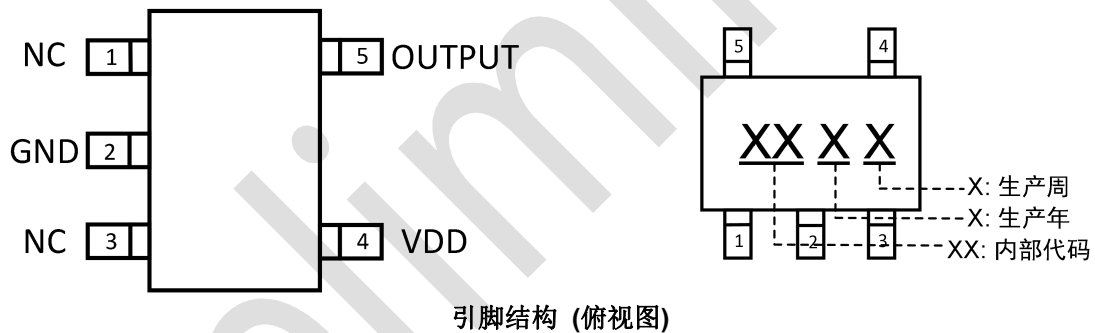 NC 1
5 OUTPUT
GND 2
NC 3
4 VDD
5 4
XX X X
X: 生产周
X: 生产年
XX: 内部代码
1 2 3
引脚结构 (俯视图)